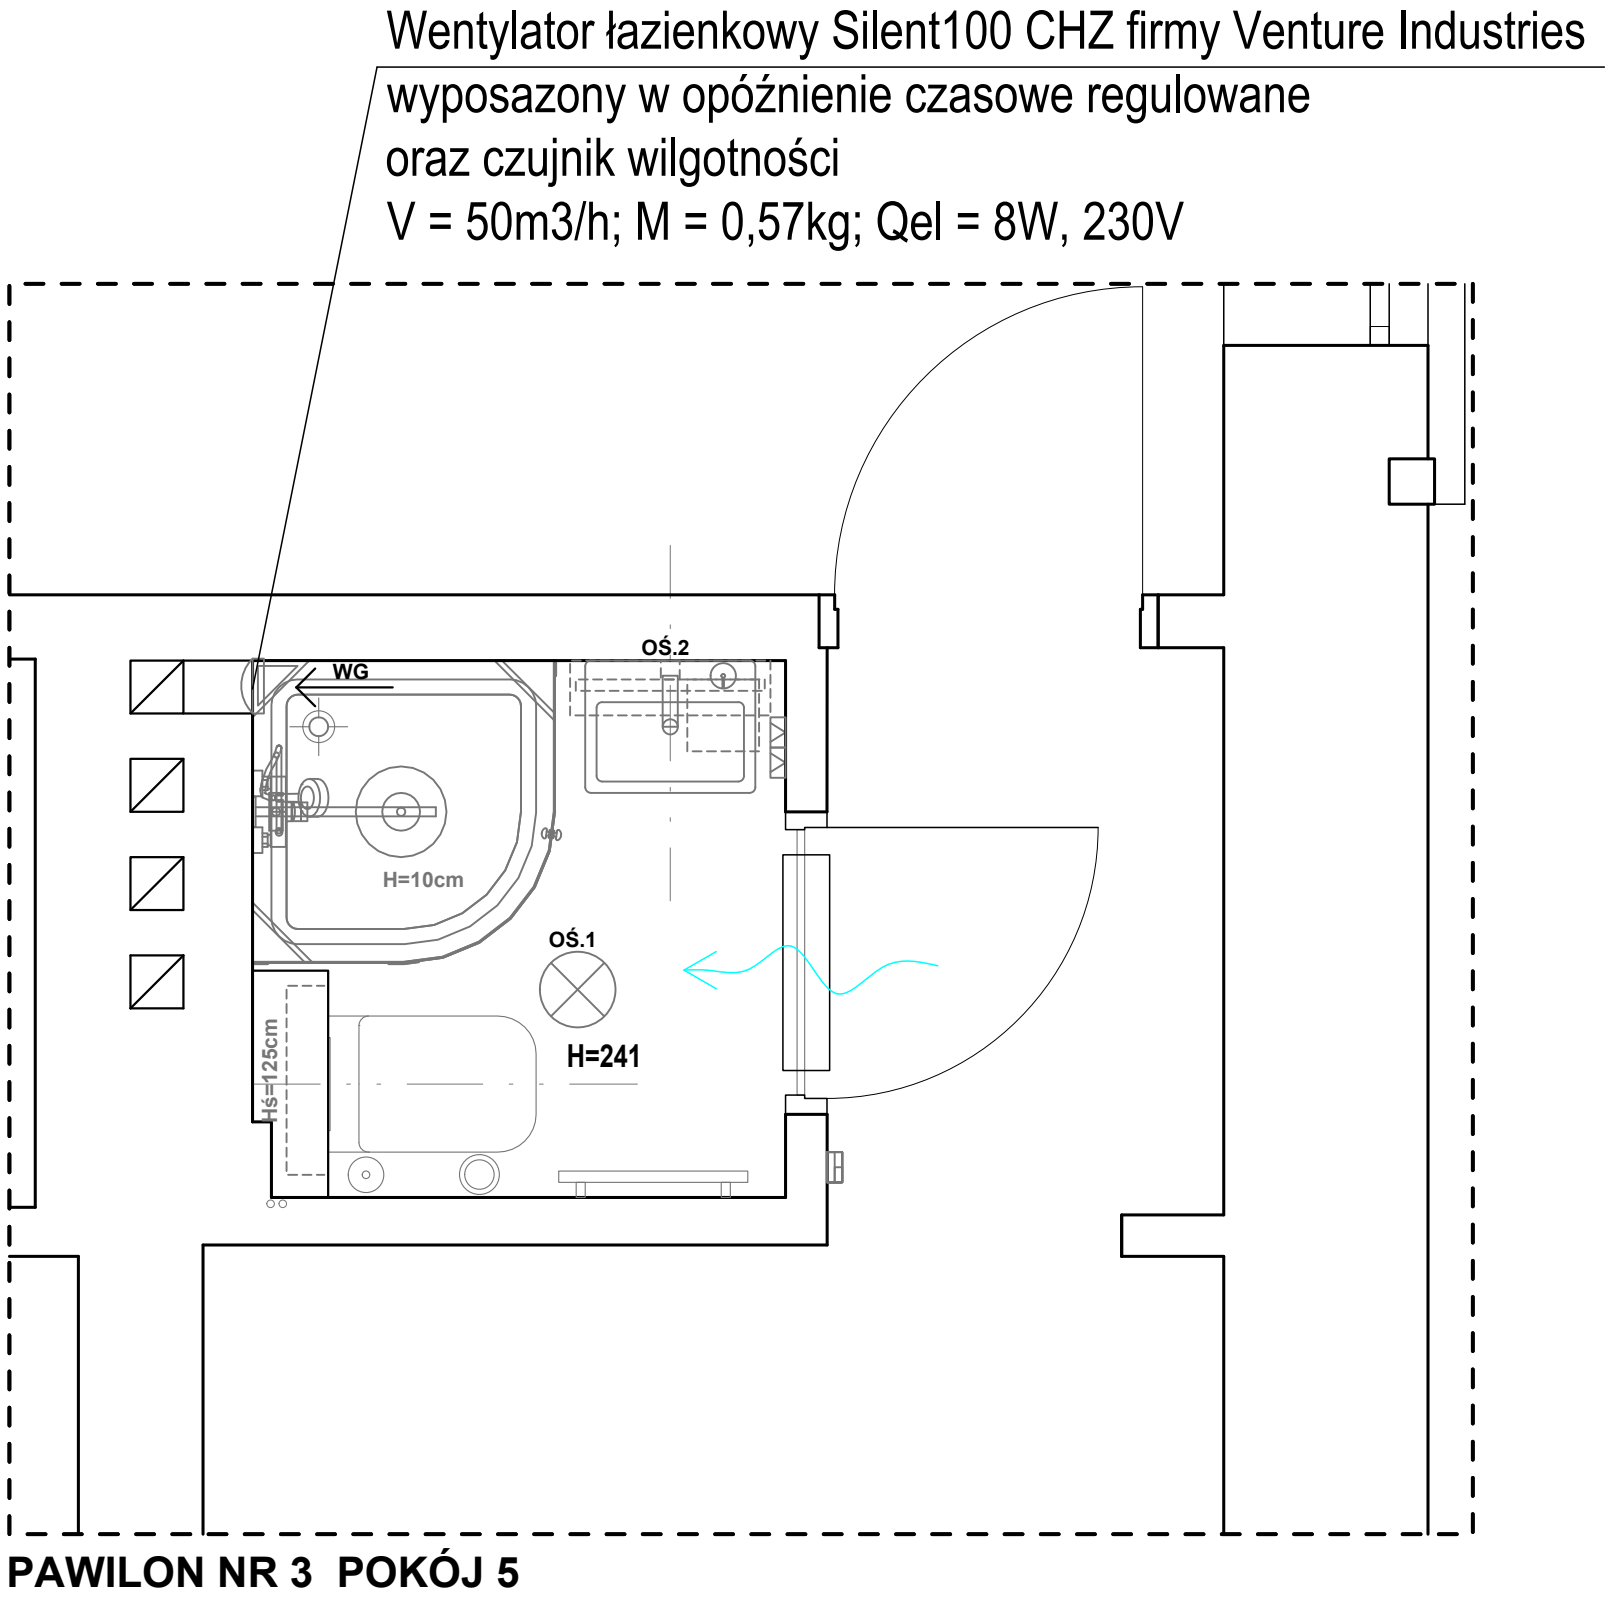 Wentylator łazienkowy Silent100 CHZ firmy Venture Industries
wyposazony w opóźnienie czasowe regulowane
oraz czujnik wilgotności
V = 50m3/h; M = 0,57kg; Qel = 8W, 230V
OŚ.2
WG
H=10cm
OŚ.1
H=241
Hś=125cm
PAWILON NR 3 POKÓJ 5